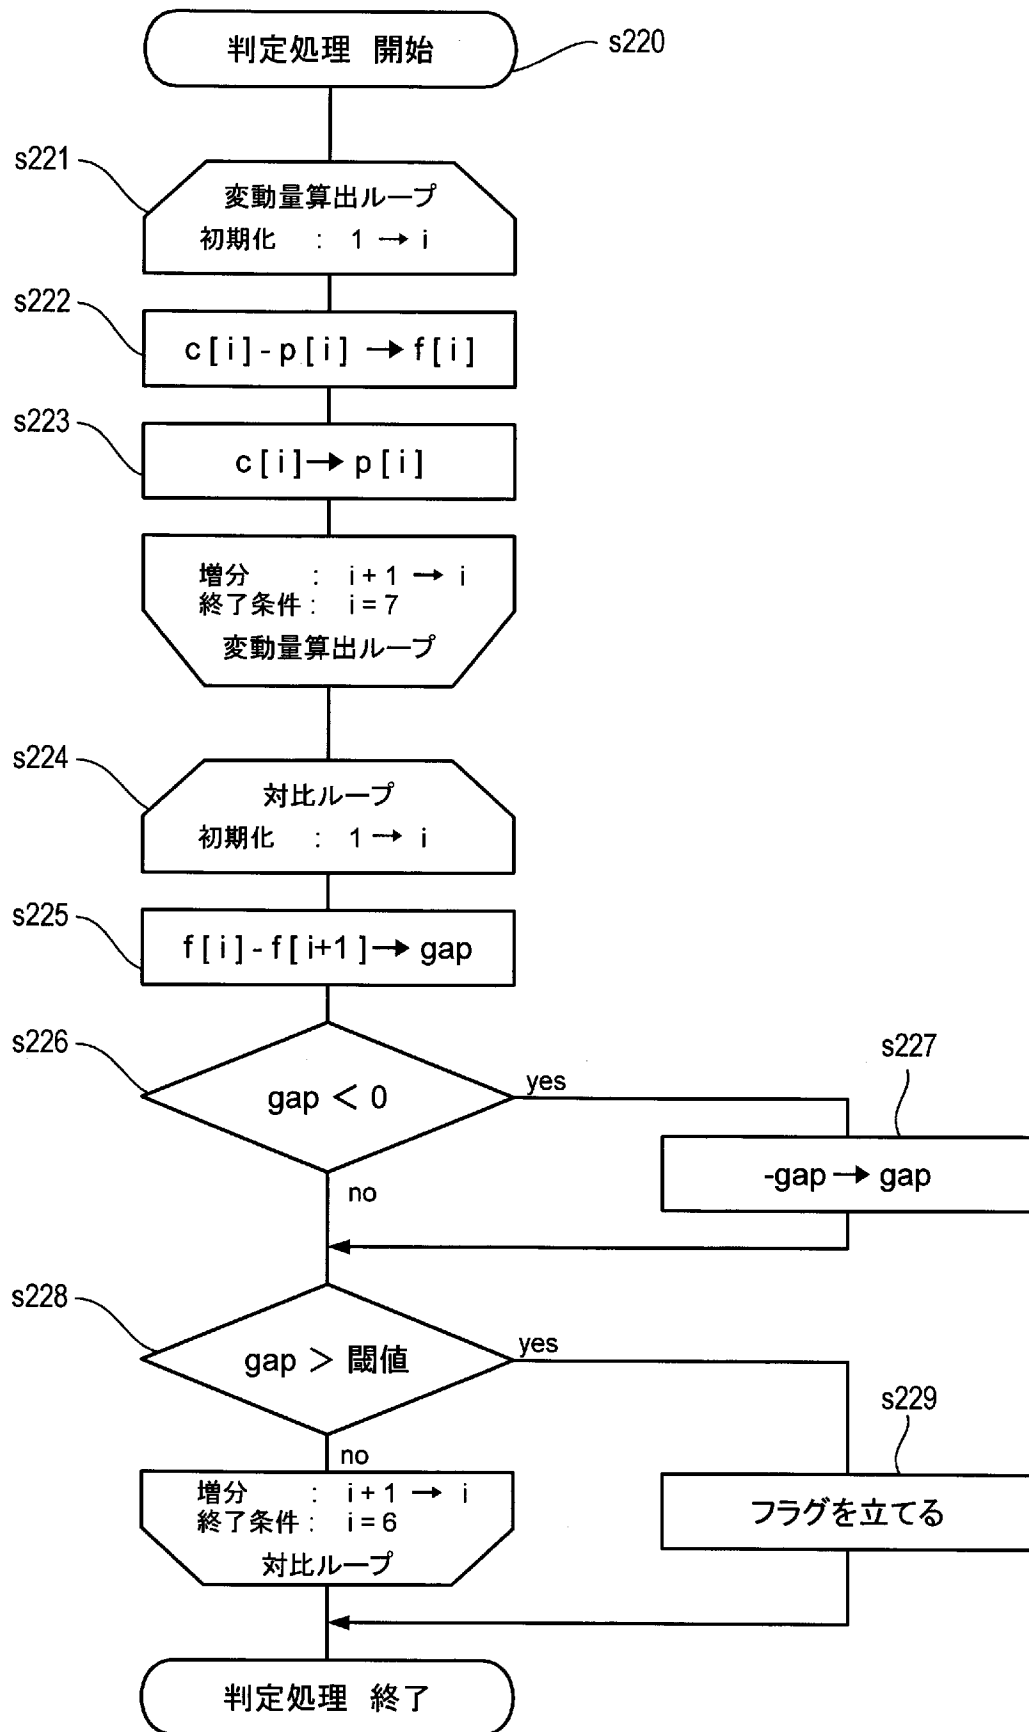 判定処理 開始
s220
s221
変動量算出ループ
初期化 : 1 → i
s222
c [ i ] - p [ i ] → f [ i ]
s223
c [ i ] → p [ i ]
増分 : i + 1 → i
終了条件 : i = 7
変動量算出ループ
s224
対比ループ
初期化 : 1 → i
s225
f [ i ] - f [ i+1 ] → gap
s226
gap < 0
yes
s227
-gap → gap
no
s228
gap > 閾値
yes
s229
フラグを立てる
no
増分 : i + 1 → i
終了条件 : i = 6
対比ループ
判定処理 終了